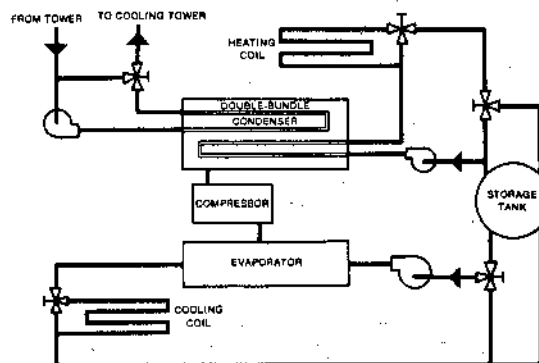 FROM TOWER
TO COOLING TOWER
HEATING
COIL
DOUBLE-BUNDLE
CONDENSER
STORAGE
TANK
COMPRESSOR
EVAPORATOR
COOLING
COIL